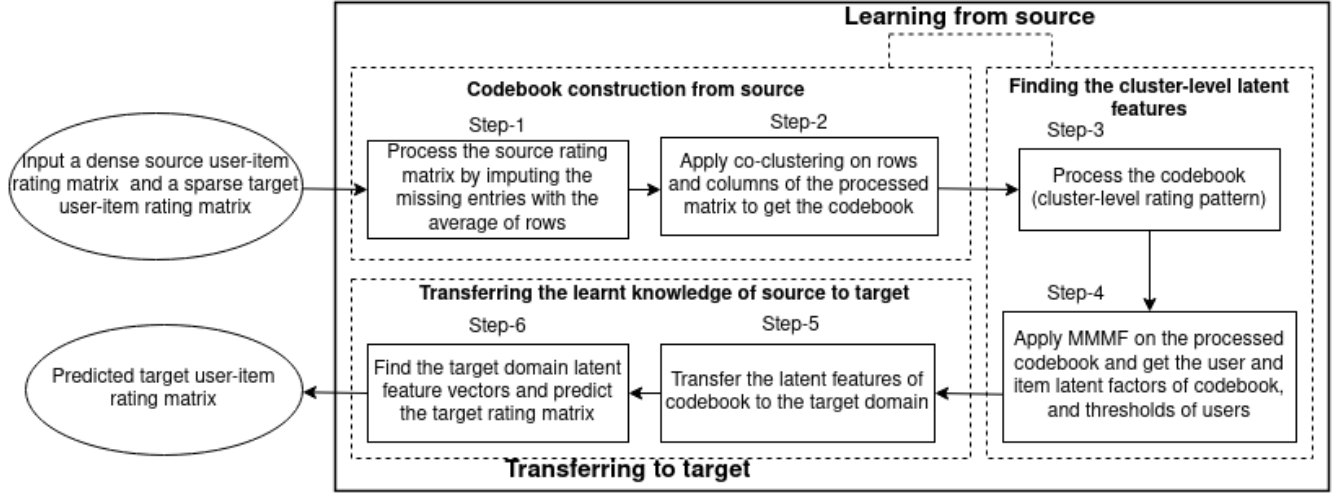 Learning from source
Codebook construction from source
Finding the cluster-level latent
features
Step-1
Step-2
Step-3
Input a dense source user-item
rating matrix and a sparse target
user-item rating matrix
Process the source rating
matrix by imputing the
missing entries with the
average of rows
Apply co-clustering on rows
and columns of the processed
matrix to get the codebook
Process the codebook
(cluster-level rating pattern)
Transferring the learnt knowledge of source to target
Step-4
Step-5
Step-6
Apply MMMF on the processed
codebook and get the user and
item latent factors of codebook,
and thresholds of users
Transfer the latent features of
codebook to the target domain
Find the target domain latent
feature vectors and predict
the target rating matrix
Predicted target user-item
rating matrix
Transferring to target